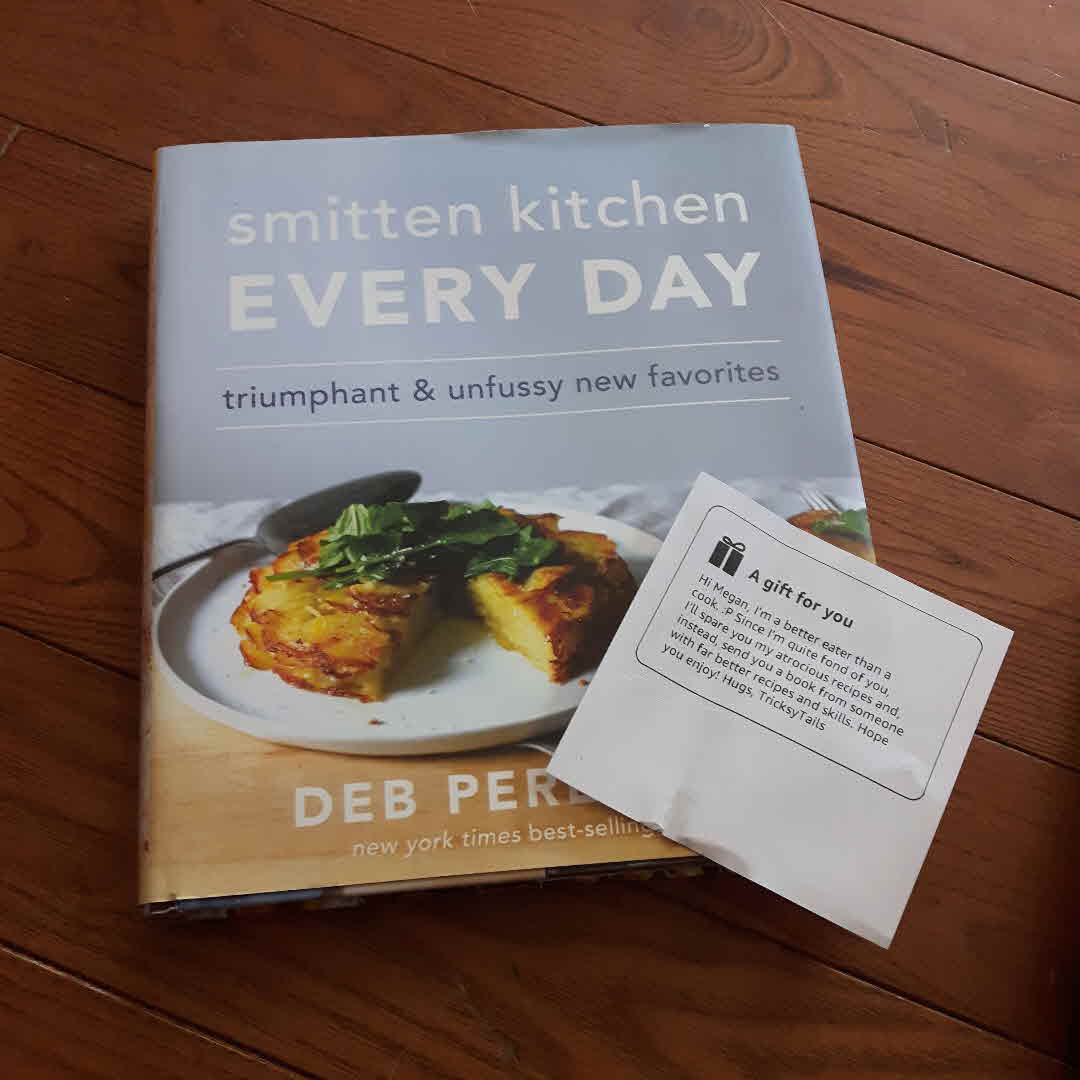 smitten kitchen
EVERY DAY
triumphant & unfussy new favorites
DEB
new york times best-selling
A gift for you
Hi Megan, I'm a better eater than a
cook. :P Since I'm quite fond of you,
I'll spare you my atrocious recipes and,
instead, send you a book from someone
with far better recipes and skills. Hope
you enjoy! Hugs, TricksyTails